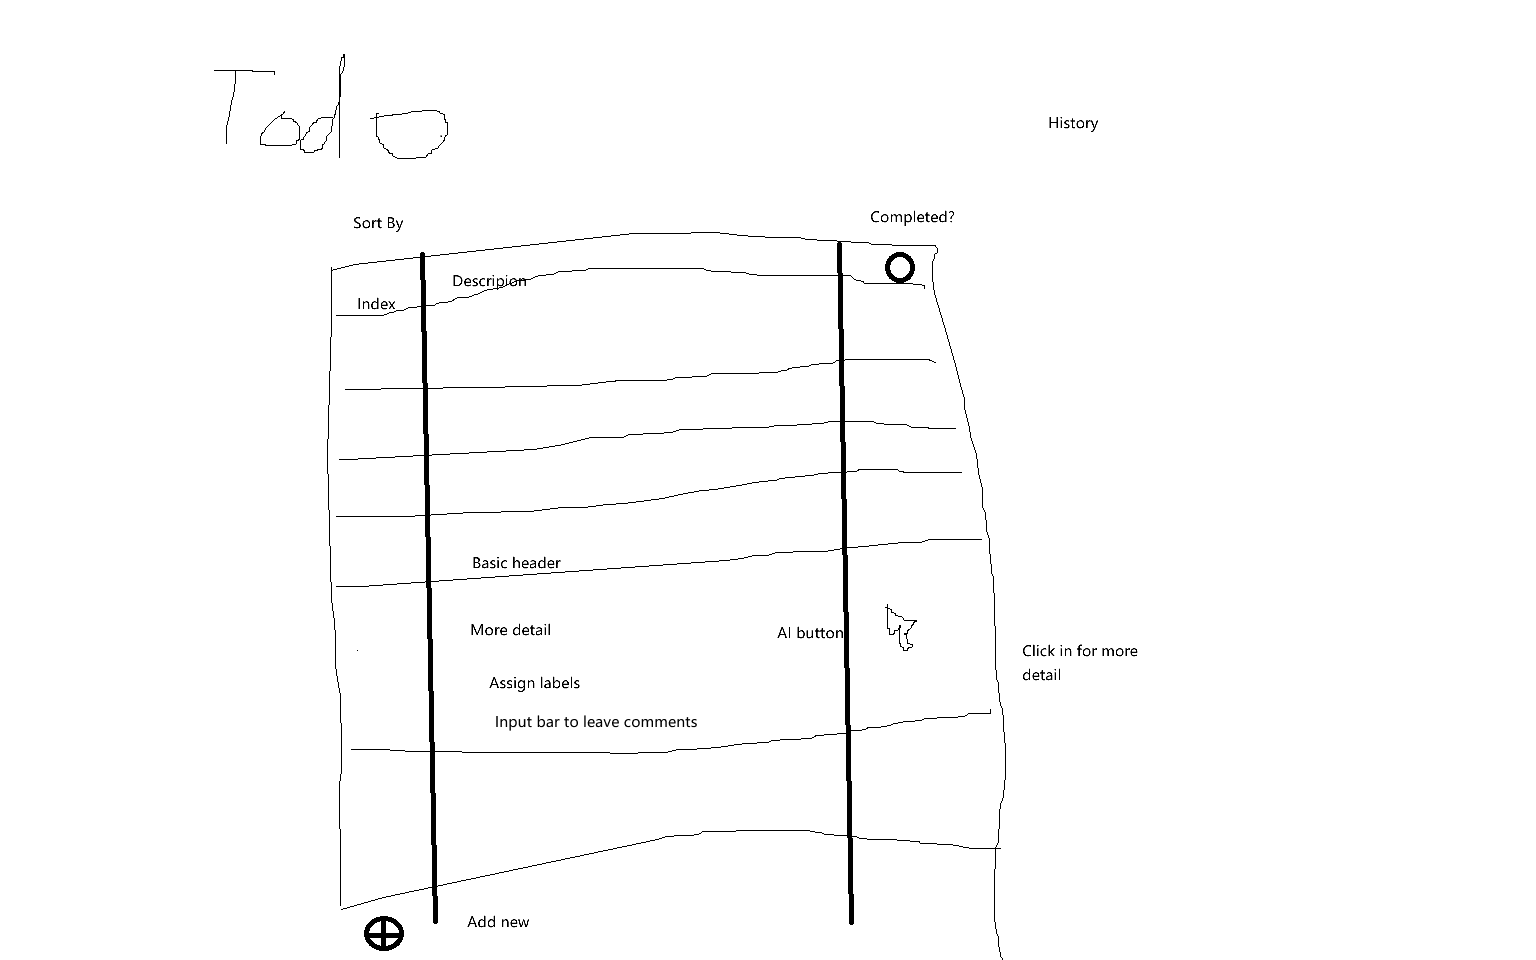 Todo
History
Sort By
Completed?
Descripion
Index
Basic header
More detail
AI button
Click in for more
detail
Assign labels
Input bar to leave comments
Add new